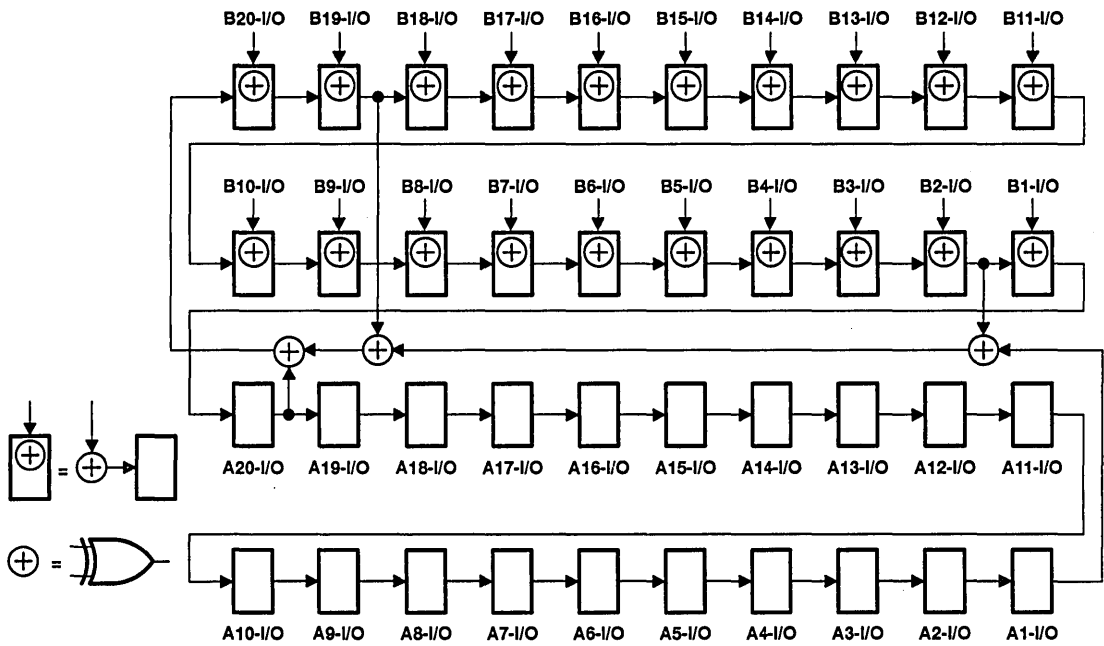 B20-I/O B19-I/O B18-I/O B17-I/O B16-I/O B15-I/O B14-I/O B13-I/O B12-I/O B11-I/O
B10-I/O B9-I/O B8-I/O B7-I/O B6-I/O B5-I/O B4-I/O B3-I/O B2-I/O B1-I/O
A20-I/O A19-I/O A18-I/O A17-I/O A16-I/O A15-I/O A14-I/O A13-I/O A12-I/O A11-I/O
=
=
A10-I/O A9-I/O A8-I/O A7-I/O A6-I/O A5-I/O A4-I/O A3-I/O A2-I/O A1-I/O